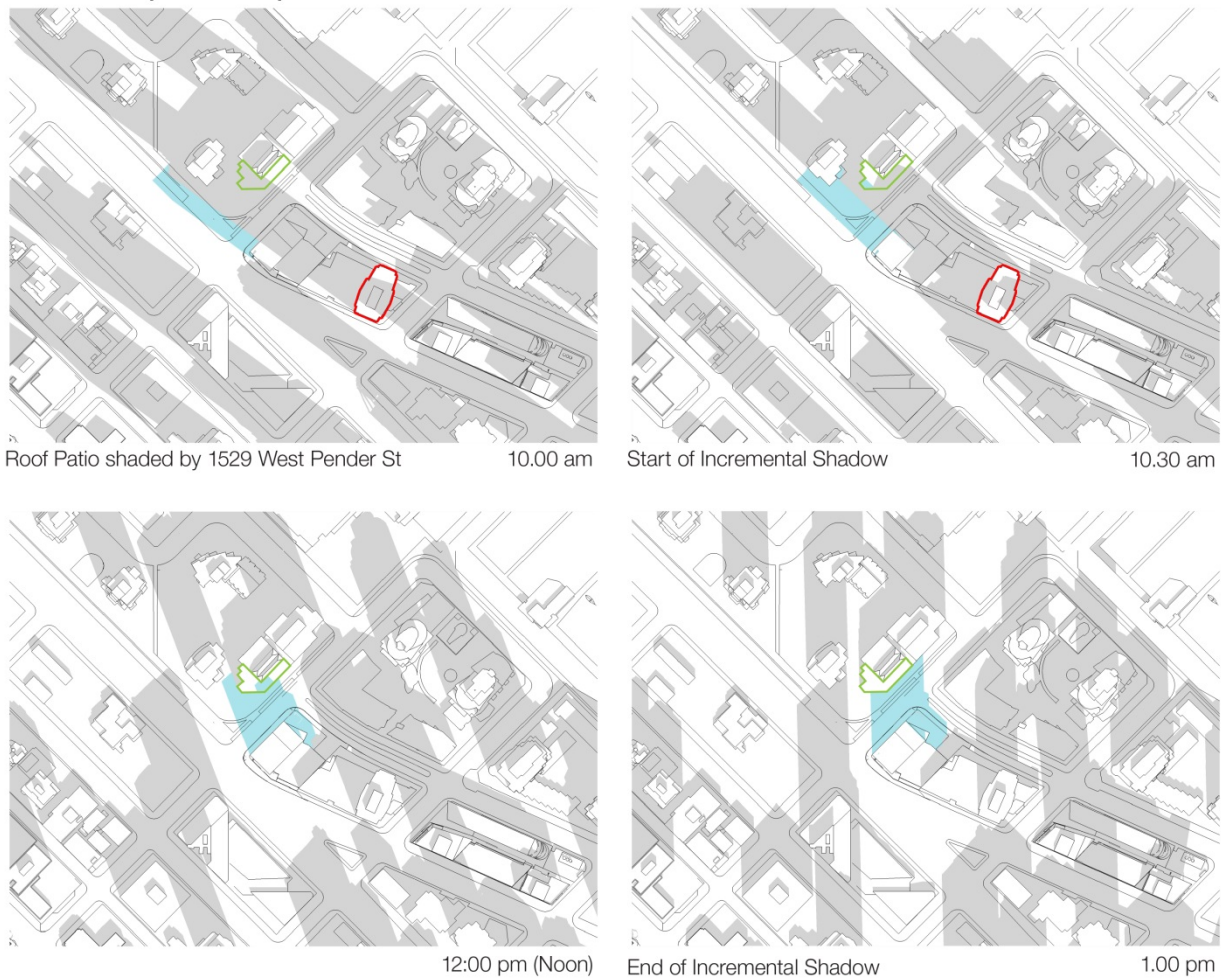 Roof Patio shaded by 1529 West Pender St 10.00 am
Start of Incremental Shadow 10.30 am
12:00 pm (Noon)
End of Incremental Shadow 1.00 pm